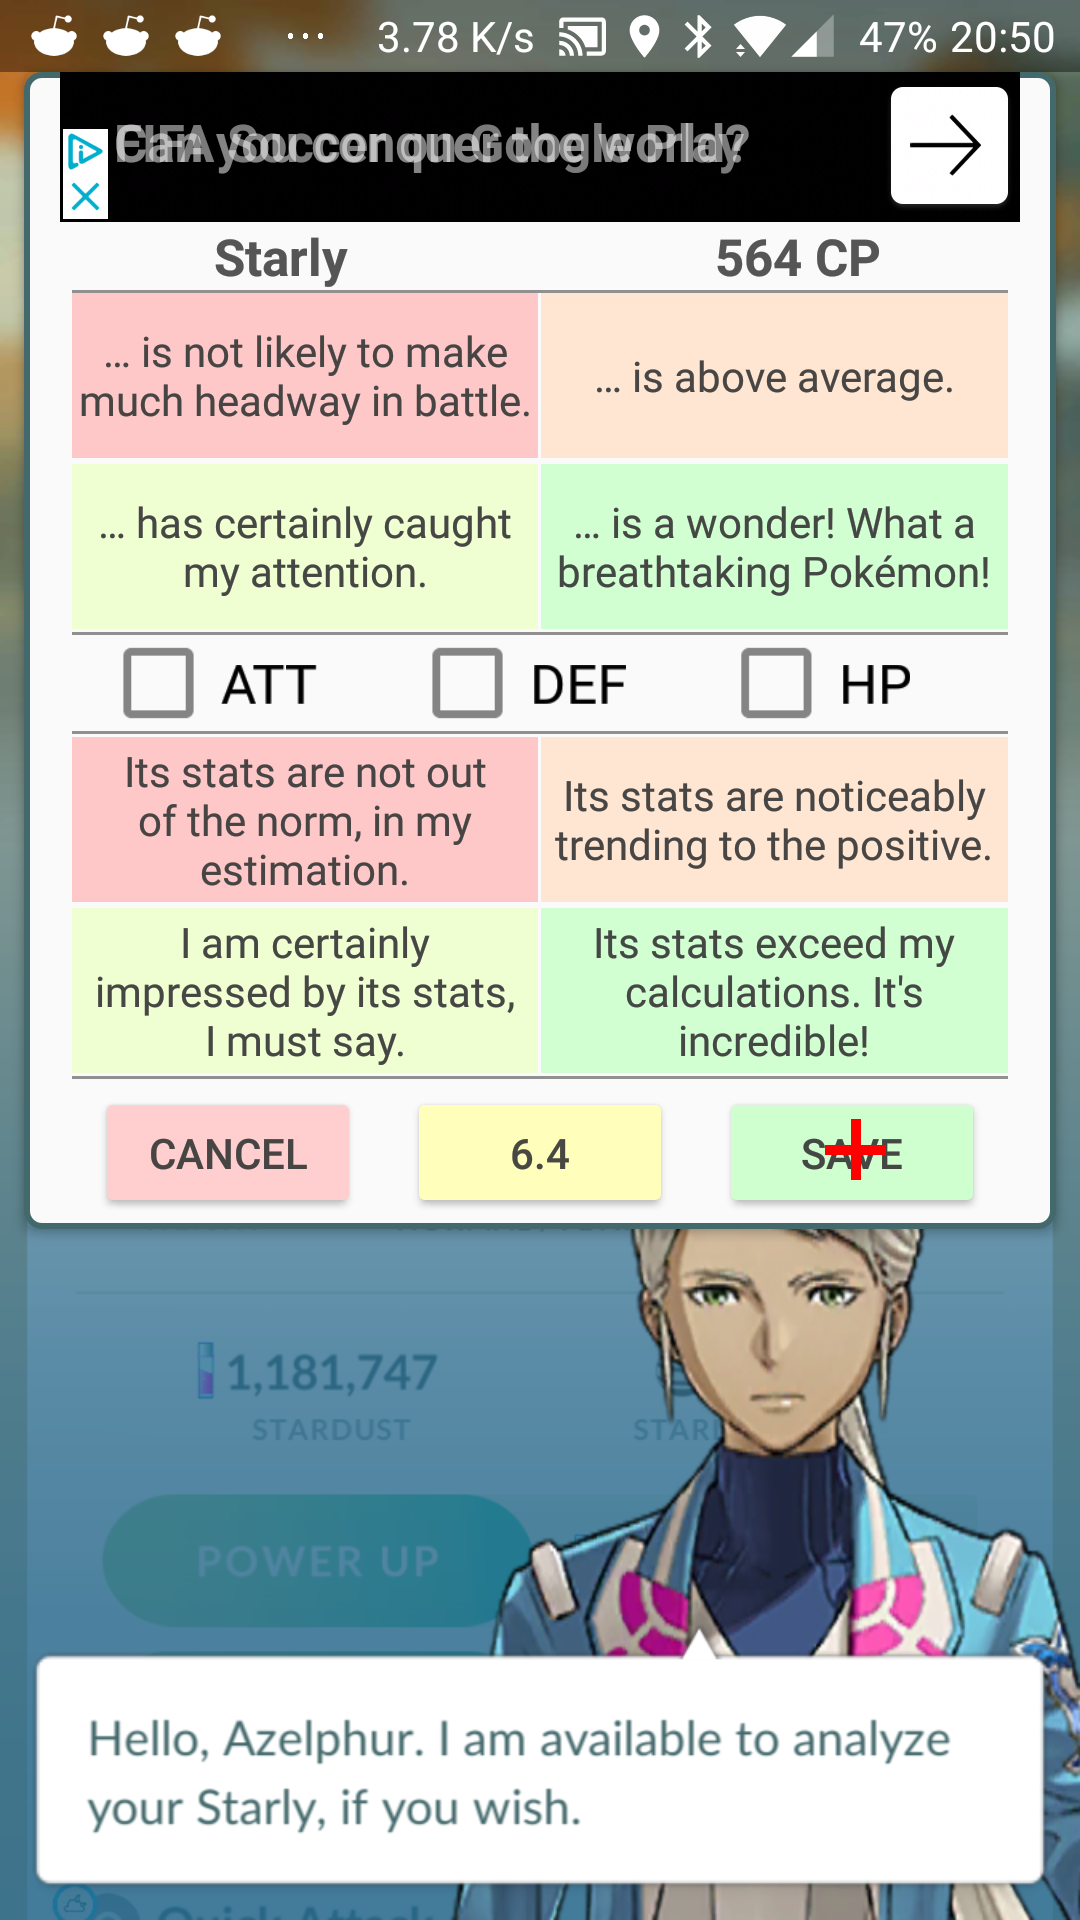 3.78 K/s 47% 20:50
Can you conquer the world?
Starly 564 CP
... is not likely to make
much headway in battle.
... is above average.
... has certainly caught
my attention.
... is a wonder! What a
breathtaking Pokémon!
ATT DEF HP
Its stats are not out
of the norm, in my
estimation.
Its stats are noticeably
trending to the positive.
I am certainly
impressed by its stats,
I must say.
Its stats exceed my
calculations. It's
incredible!
CANCEL 6.4 SAVE
1,181,747
STARDUST
POWER UP
Hello, Azelphur. I am available to analyze
your Starly, if you wish.
Quick Attack